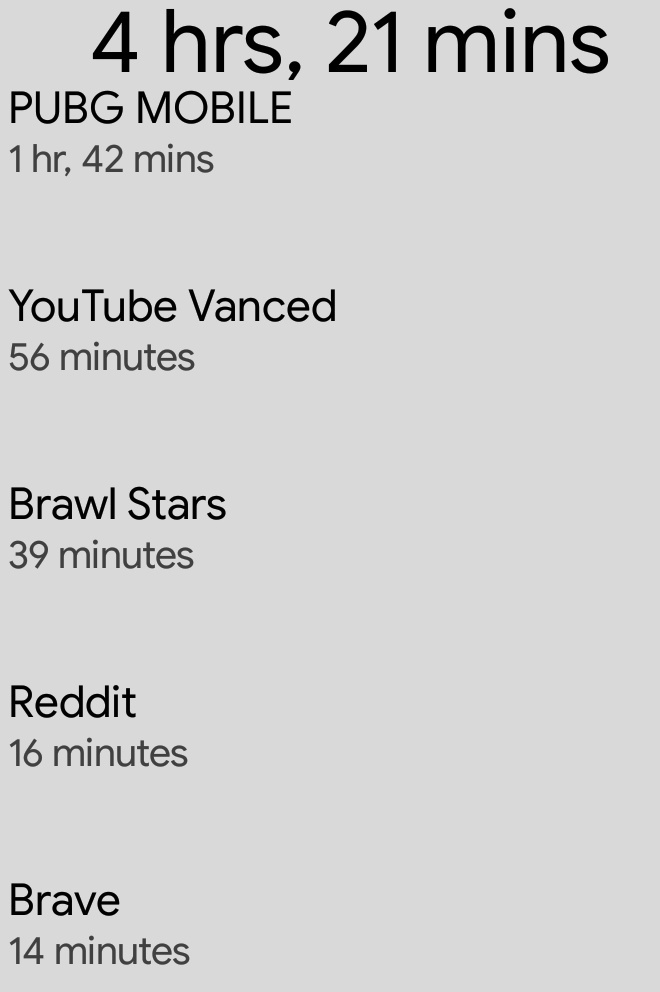 4 hrs, 21 mins
PUBG MOBILE
1 hr, 42 mins
YouTube Vanced
56 minutes
Brawl Stars
39 minutes
Reddit
16 minutes
Brave
14 minutes